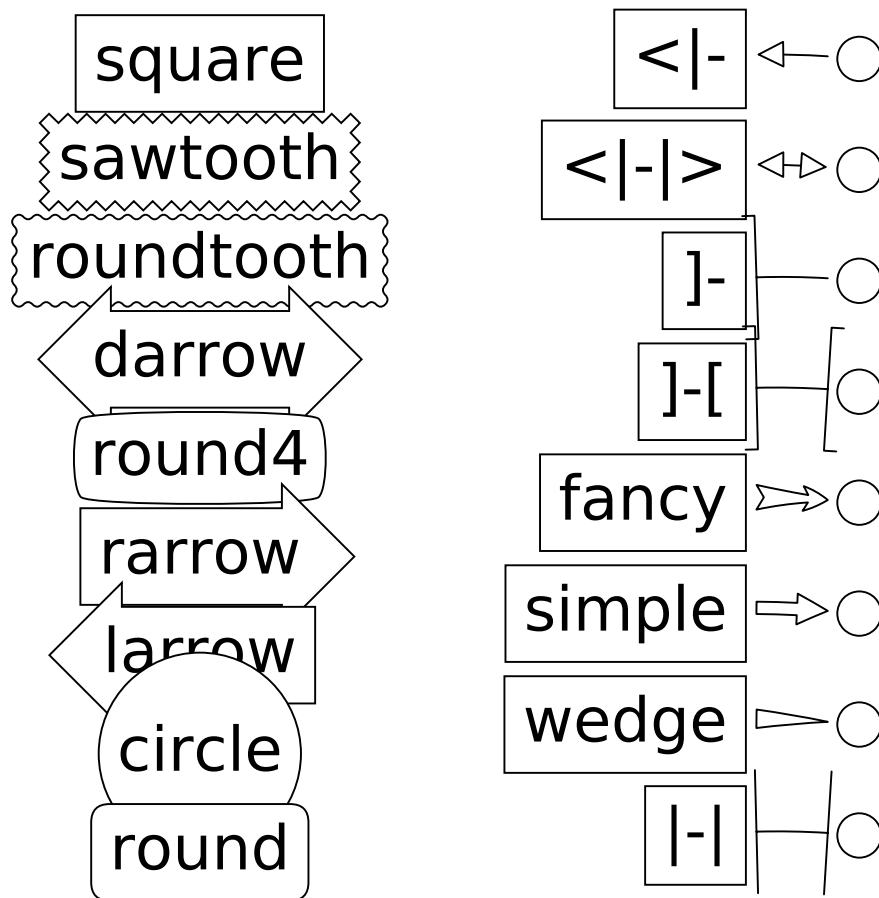 square
sawtooth
roundtooth
darrow
round4
rarrow
larrow
circle
round
<|-
<|-|>
]-
]-[
fancy
simple
wedge
|-|